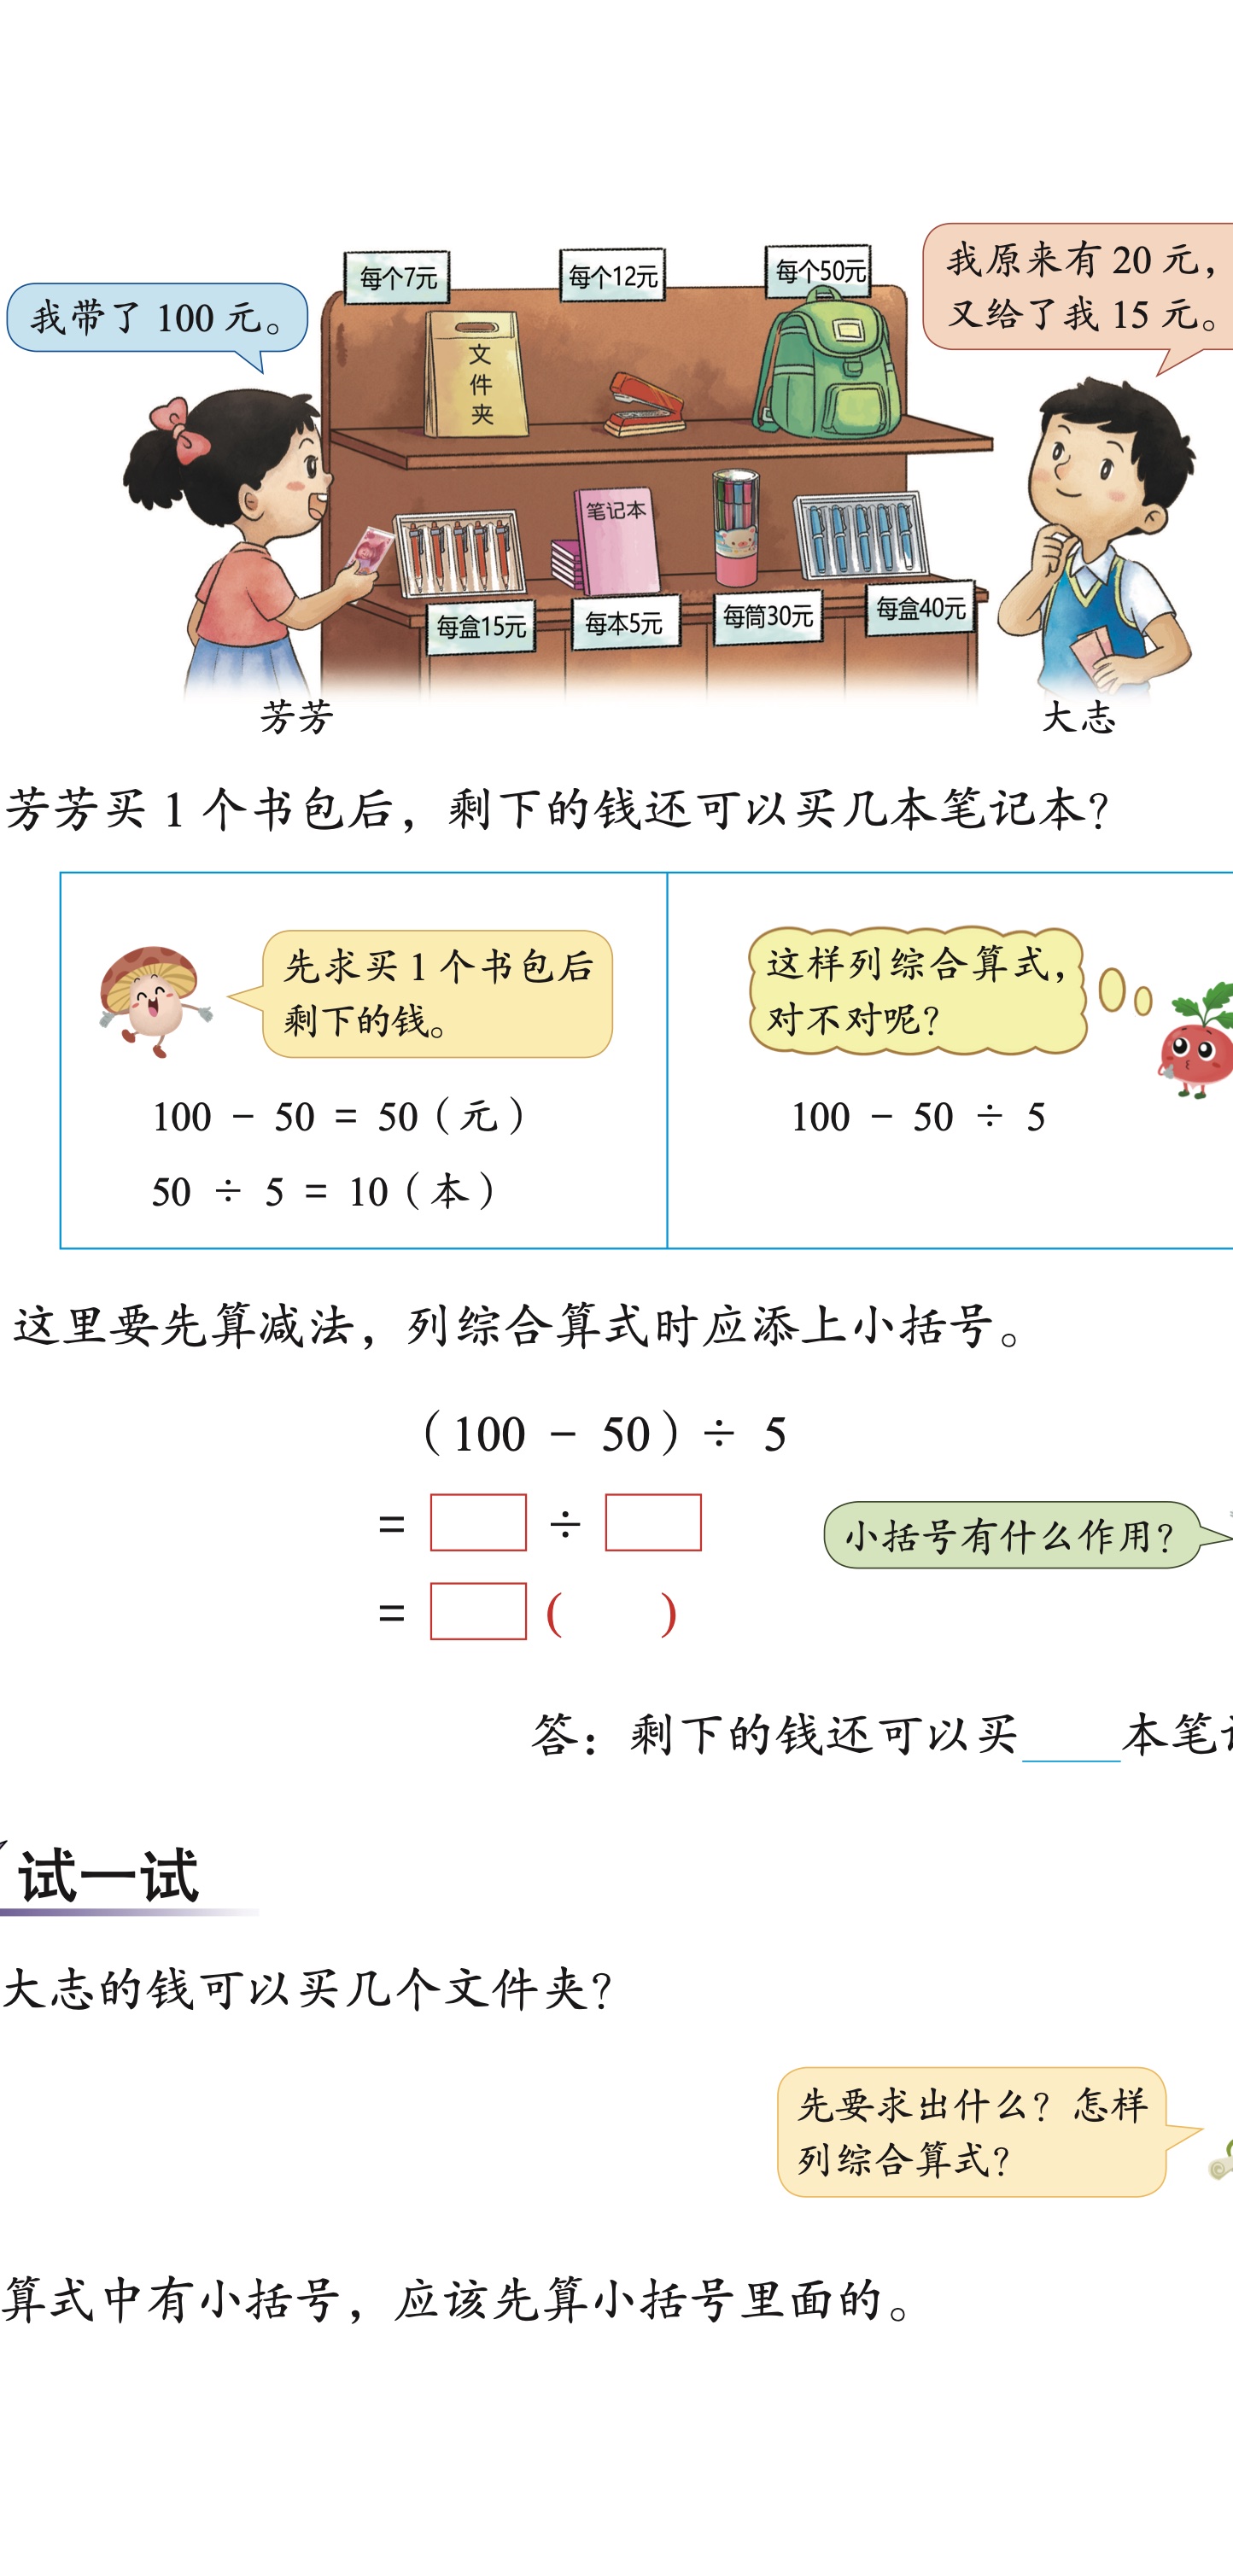 我带了 100 元。
每个7元
每个12元
每个50元
我原来有 20 元，
又给了我 15 元。
文
件
夹
笔记本
每盒15元
每本5元
每筒30元
每盒40元
芳芳
大志
芳芳买 1 个书包后，剩下的钱还可以买几本笔记本？
先求买 1 个书包后
剩下的钱。
100 － 50 = 50（元）
50 ÷ 5 = 10（本）
这样列综合算式，
对不对呢？
100 － 50 ÷ 5
这里要先算减法，列综合算式时应添上小括号。
（100 － 50）÷ 5
= ÷
= (  )
小括号有什么作用？
答：剩下的钱还可以买____本笔
试一试
大志的钱可以买几个文件夹？
先要求出什么？怎样
列综合算式？
算式中有小括号，应该先算小括号里面的。